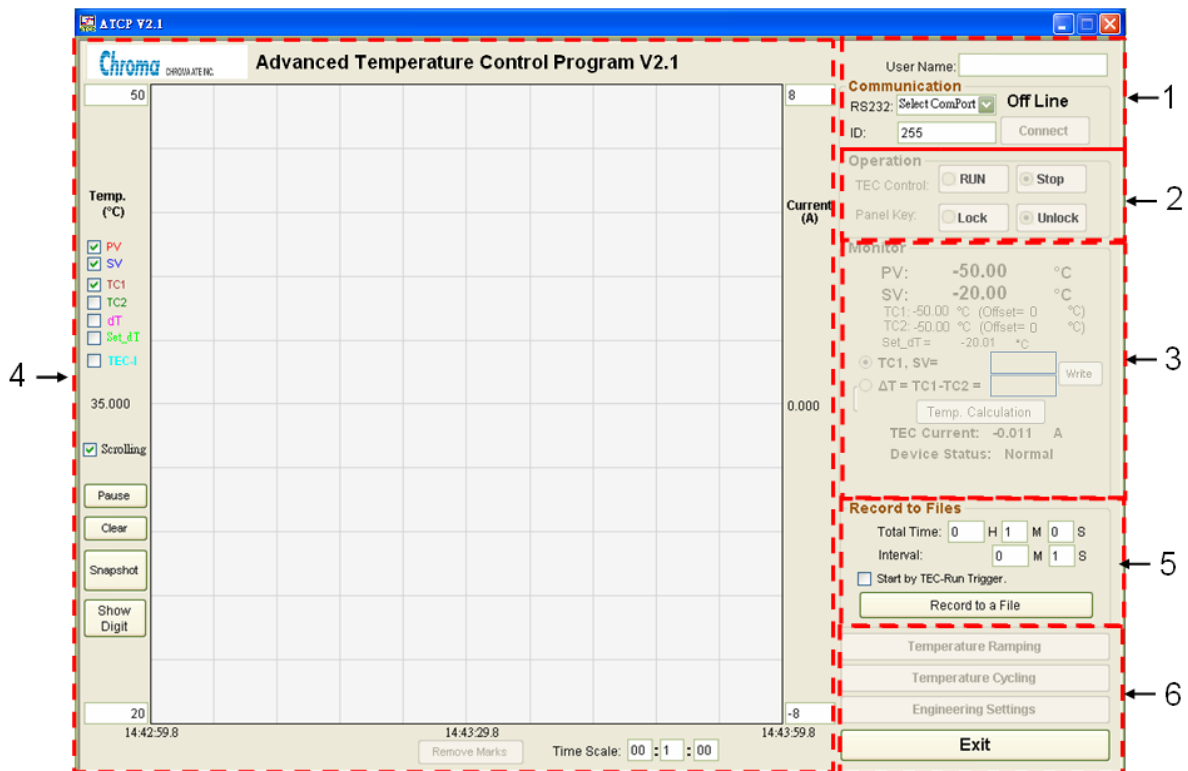 ATCP V2.1
Chroma CHROMA ATE INC.
Advanced Temperature Control Program V2.1
50
8
Temp.
(°C)
Current
(A)
PV
SV
TC1
TC2
dT
Set_dT
TEC-I
35.000
0.000
Scrolling
Pause
Clear
Snapshot
Show
Digit
20
-8
14:42:59.8
14:43:29.8
14:43:59.8
Remove Marks
Time Scale: 00 : 1 : 00
4
User Name:
Communication
RS232: Select ComPort Off Line
ID: 255 Connect
1
Operation
TEC Control: RUN Stop
Panel Key: Lock Unlock
2
Monitor
PV: -50.00 °C
SV: -20.00 °C
TC1: -50.00 °C (Offset= 0 °C)
TC2: -50.00 °C (Offset= 0 °C)
Set_dT = -20.01 °C
TC1, SV=
ΔT = TC1-TC2 =
Write
Temp. Calculation
TEC Current: -0.011 A
Device Status: Normal
3
Record to Files
Total Time: 0 H 1 M 0 S
Interval: 0 M 1 S
Start by TEC-Run Trigger.
Record to a File
5
Temperature Ramping
Temperature Cycling
Engineering Settings
Exit
6